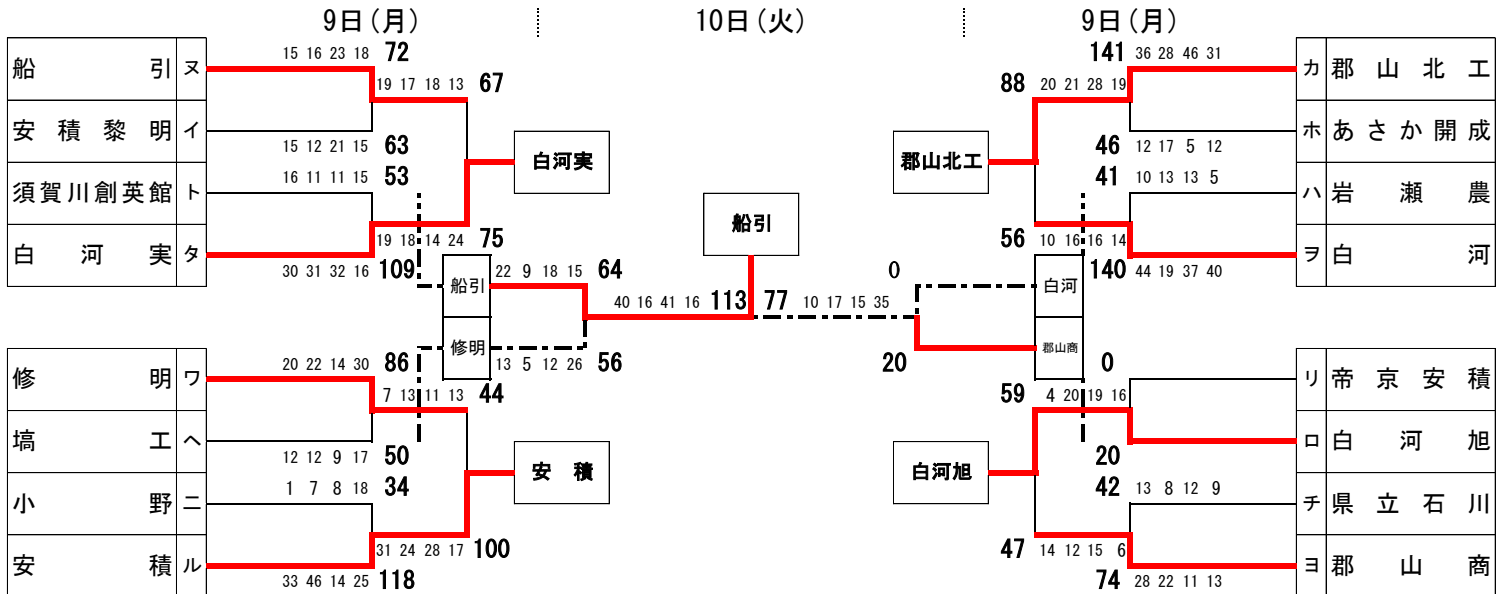 9日(月) 10日(火) 9日(月)
船引 ヌ 15 16 23 18 72
141 36 28 46 31 カ 郡山北工
19 17 18 13 67
88 20 21 28 19
安積黎明 イ 15 12 21 15 63
46 12 17 5 12 ホ あさか開成
白河実
郡山北工
須賀川創英館 ト 16 11 11 15 53
41 10 13 13 5 ハ 岩瀬農
船引
19 18 14 24 75
56 10 16 16 14
白河実 タ 30 31 32 16 109
140 44 19 37 40 ヲ 白河
船引 22 9 18 15 64
0 白河
40 16 41 16 113 77 10 17 15 35
修明 13 5 12 26 56
20 郡山商
修明 ワ 20 22 14 30 86
0 リ 帝京安積
7 13 11 13 44
59 4 20 19 16
塙工 ヘ 12 12 9 17 50
20 ロ 白河旭
安積
白河旭
小野 ニ 1 7 8 18 34
42 13 8 12 9 チ 県立石川
31 24 28 17 100
47 14 12 15 6
安積 ル 33 46 14 25 118
74 28 22 11 13 ヨ 郡山商